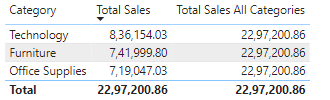 Category Total Sales Total Sales All Categories
Technology 8,36,154.03 22,97,200.86
Furniture 7,41,999.80 22,97,200.86
Office Supplies 7,19,047.03 22,97,200.86
Total 22,97,200.86 22,97,200.86